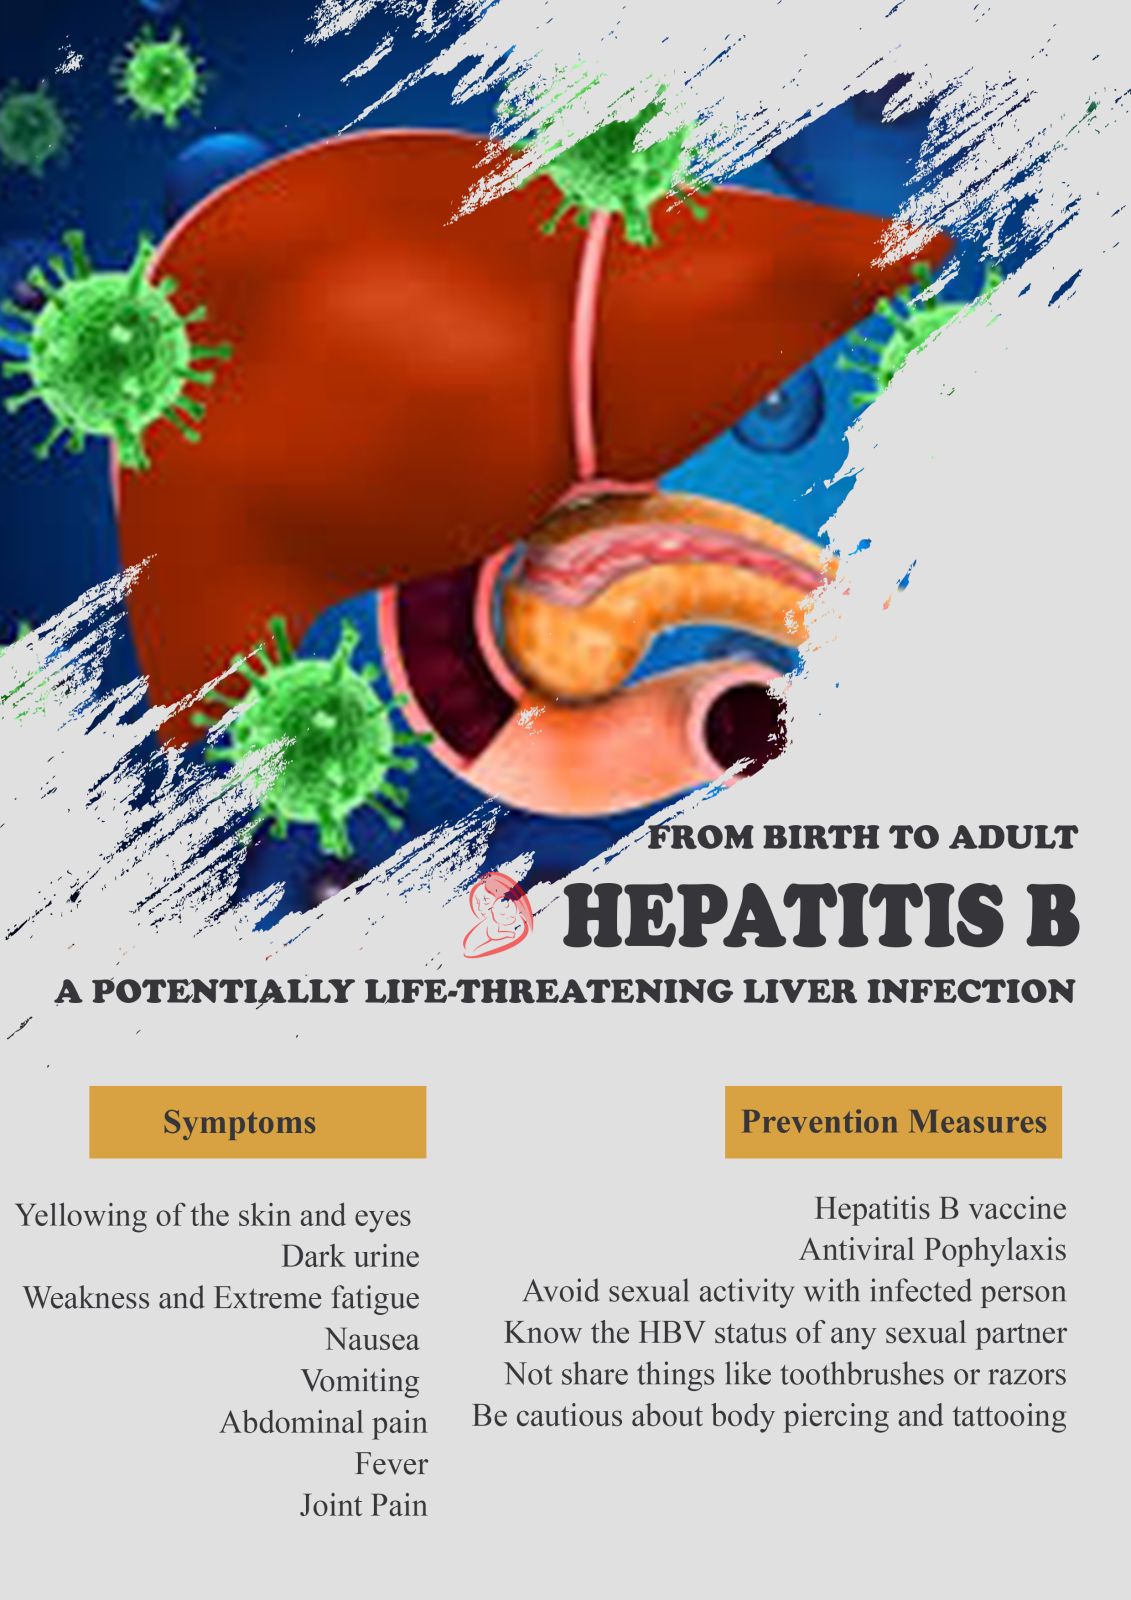 FROM BIRTH TO ADULT
HEPATITIS B
A POTENTIALLY LIFE-THREATENING LIVER INFECTION
Symptoms
Yellowing of the skin and eyes
Dark urine
Weakness and Extreme fatigue
Nausea
Vomiting
Abdominal pain
Fever
Joint Pain
Prevention Measures
Hepatitis B vaccine
Antiviral Pophylaxis
Avoid sexual activity with infected person
Know the HBV status of any sexual partner
Not share things like toothbrushes or razors
Be cautious about body piercing and tattooing